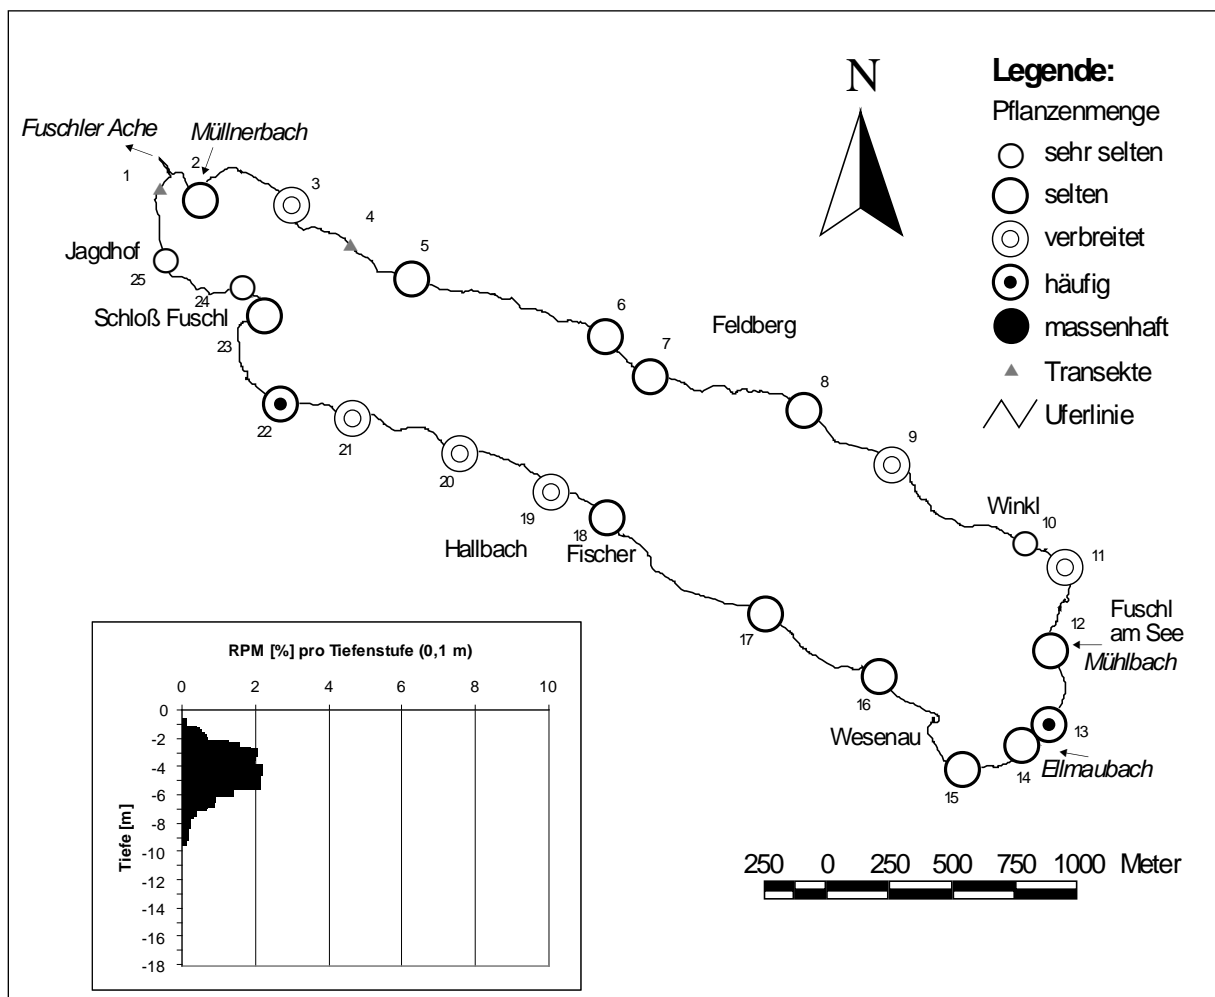 Legende:
Pflanzenmenge
sehr selten
selten
verbreitet
häufig
massenhaft
Transekte
Uferlinie
N
Fuschler Ache
Müllnerbach
1
2
3
4
5
6
7
Feldberg
8
9
Winkl
10
11
Fuschl
am See
12
Mühlbach
13
Ellmaubach
14
15
Wesenau
16
17
Fischer
18
Hallbach
19
20
21
22
23
Schloß Fuschl
24
Jagdhof
25
RPM [%] pro Tiefenstufe (0,1 m)
0 2 4 6 8 10
Tiefe [m]
0
-2
-4
-6
-8
-10
-12
-14
-16
-18
250 0 250 500 750 1000 Meter